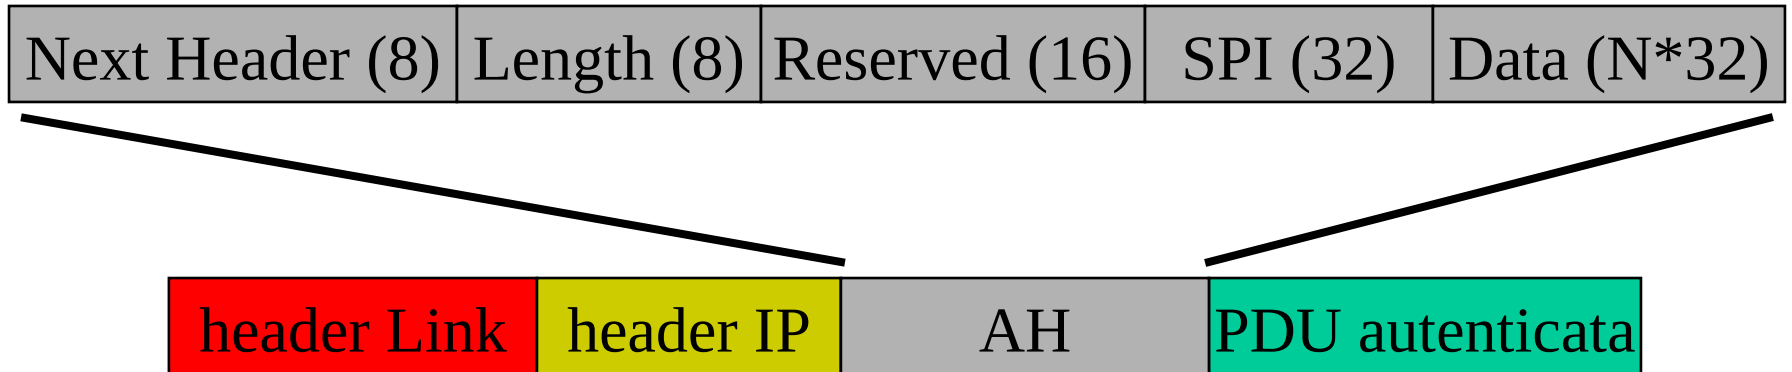 Next Header (8) Length (8) Reserved (16) SPI (32) Data (N*32)
header Link header IP AH PDU autenticata